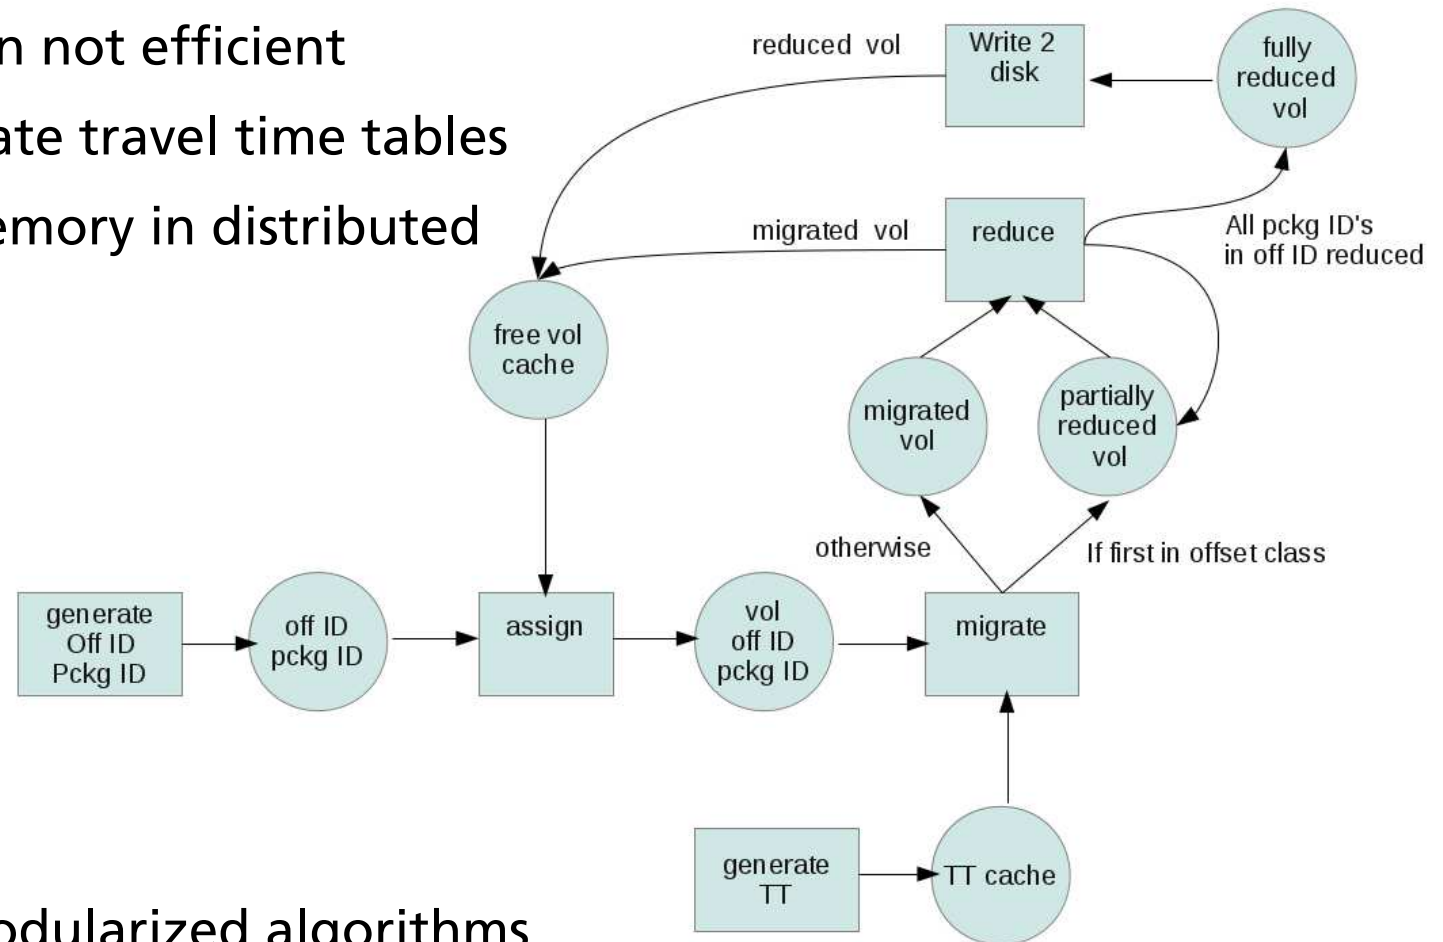 n not efficient
ate travel time tables
emory in distributed
reduced vol
Write 2
disk
fully
reduced
vol
migrated vol
reduce
All pckg ID's
in off ID reduced
free vol
cache
migrated
vol
partially
reduced
vol
otherwise
If first in offset class
generate
Off ID
Pckg ID
off ID
pckg ID
assign
vol
off ID
pckg ID
migrate
generate
TT
TT cache
odularized algorithms